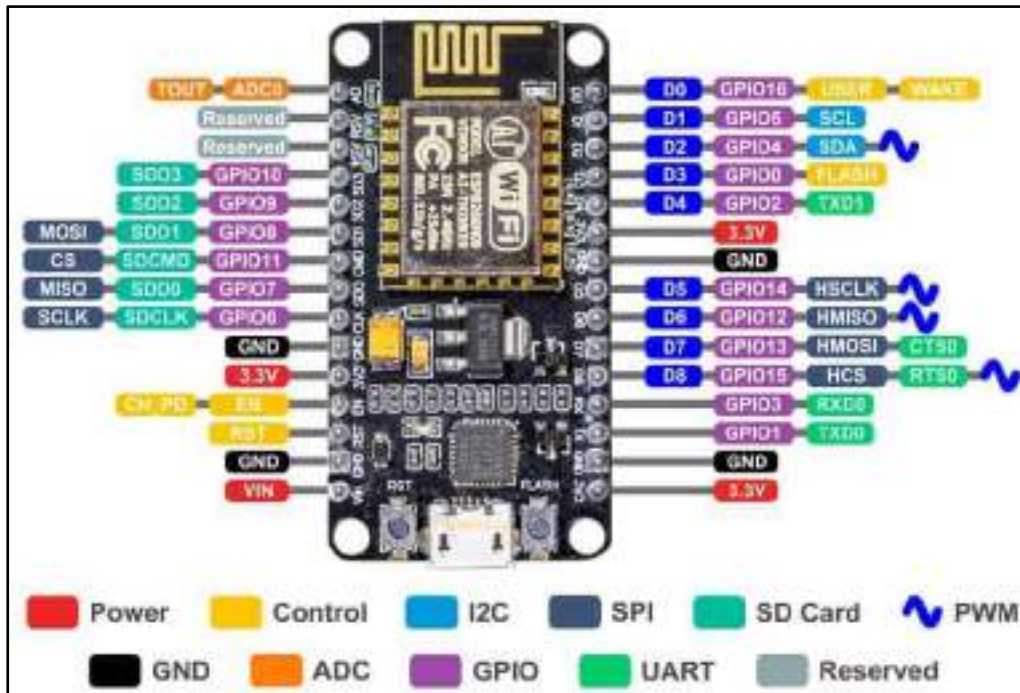 TOUT ADC0 D0 GPIO16 USER WAKE
Reserved D1 GPIO5 SCL
Reserved D2 GPIO4 SDA
SDD3 GPIO10 D3 GPIO0 FLASH
SDD2 GPIO9 D4 GPIO2 TXD1
MOSI SDD1 GPIO8 3.3V
CS SDCMD GPIO11 GND
MISO SDD0 GPIO7 D5 GPIO14 HSCLK
SCLK SDCLK GPIO6 D6 GPIO12 HMISO
GND D7 GPIO13 HMOSI CTS0
3.3V D8 GPIO15 HCS RTS0
CH_PD EN GPIO3 RXD0
RST GPIO1 TXD0
GND GND
VIN 3.3V
Ai
WiFi
FC
RST FLASH
Power Control I2C SPI SD Card PWM
GND ADC GPIO UART Reserved